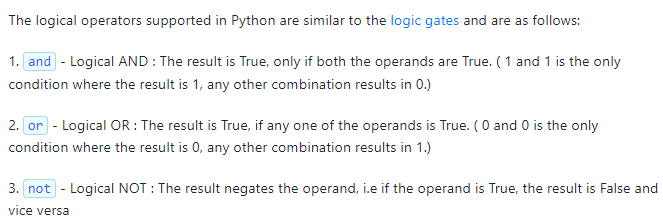 The logical operators supported in Python are similar to the logic gates and are as follows:
1. and - Logical AND : The result is True, only if both the operands are True. ( 1 and 1 is the only
condition where the result is 1, any other combination results in 0.)
2. or - Logical OR : The result is True, if any one of the operands is True. ( 0 and 0 is the only
condition where the result is 0, any other combination results in 1.)
3. not - Logical NOT : The result negates the operand, i.e if the operand is True, the result is False and
vice versa